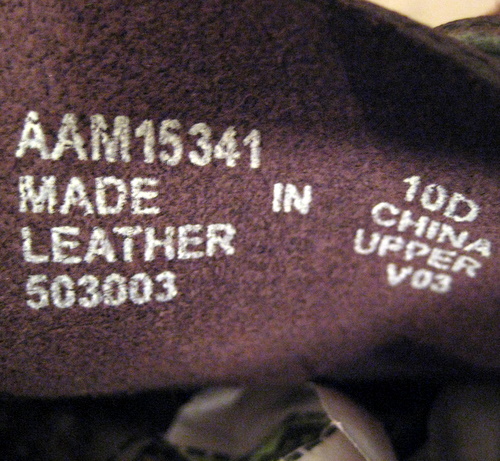 AAM15341 10D
MADE IN CHINA
LEATHER UPPER
503003 V03